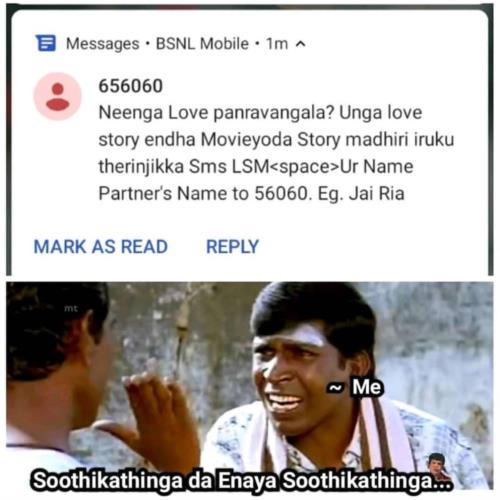 Messages • BSNL Mobile • 1m ^
656060
Neenga Love panravangala? Unga love
story endha Movieyoda Story madhiri iruku
therinjikka Sms LSM<space>Ur Name
Partner's Name to 56060. Eg. Jai Ria
MARK AS READ REPLY
mt
~ Me
Soothikathinga da Enaya Soothikathinga...